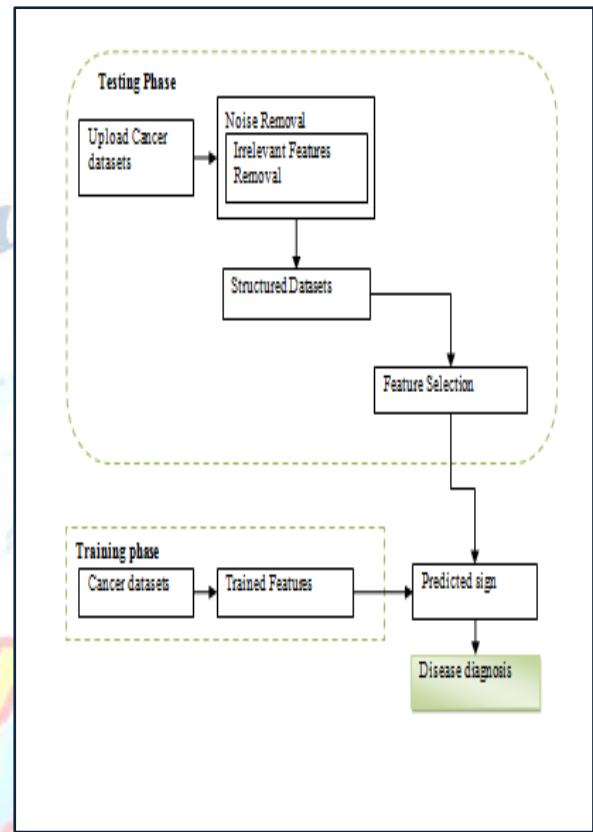 Testing Phase
Upload Cancer
datasets
Noise Removal
Irrelevant Features
Removal
Structured Datasets
Feature Selection
Training phase
Cancer datasets
Trained Features
Predicted sign
Disease diagnosis